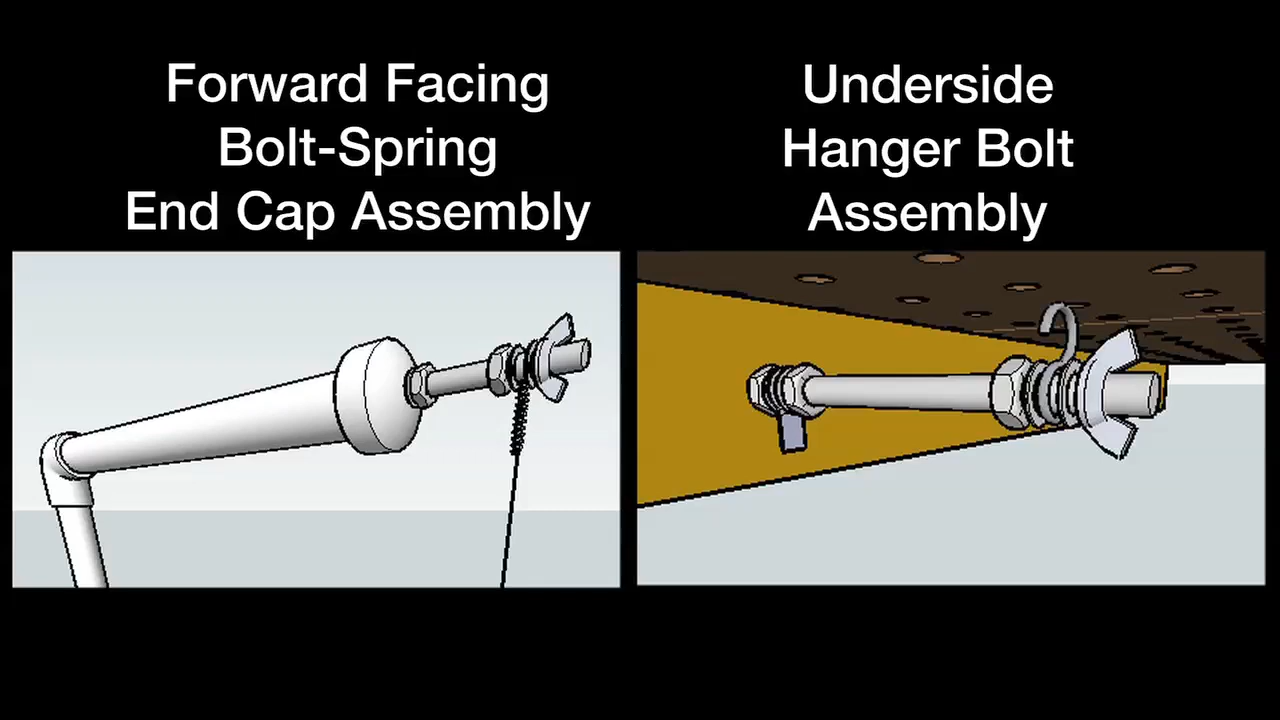 Forward Facing
Bolt-Spring
End Cap Assembly
Underside
Hanger Bolt
Assembly